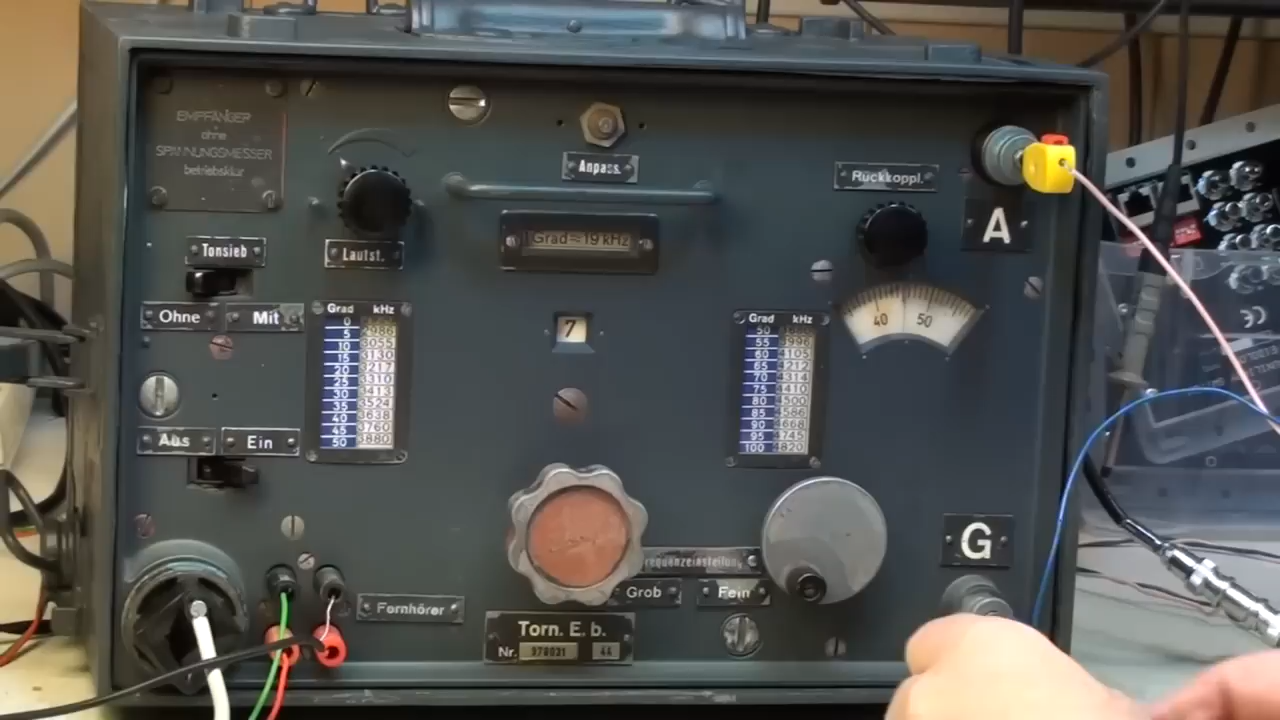 EMPFÄNGER
ohne
SPANNUNGSMESSER
betriebsklar
Anpass.
Rückkoppl.
Tonsieb
Lautst.
1 Grad ≈ 19 kHz
A
Ohne
Mit
Grad kHz
0
5 2986
10 3055
15 3130
20 3217
25 3310
30 3413
35 3524
40 3638
45 3760
50 3880
7
Grad kHz
50
55 3996
60 4105
65 4212
70 4314
75 4410
80 4500
85 4586
90 4668
95 4745
100 4820
40
50
Aus
Ein
G
Frequenzeinstellung
Grob
Fein
Fernhörer
Torn. E. b.
Nr. 978021 44
CE